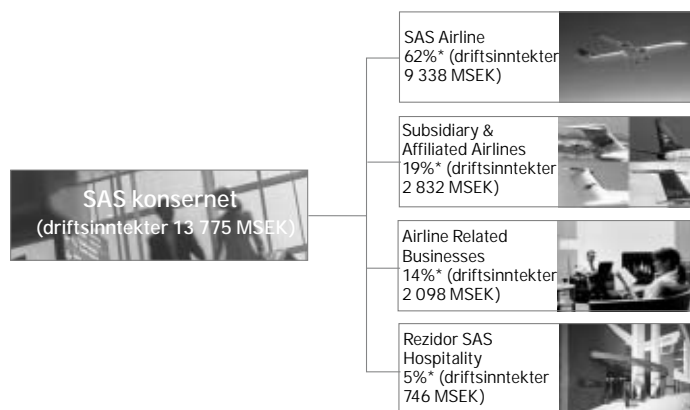 SAS konsernet
(driftsinntekter 13 775 MSEK)
SAS Airline
62%* (driftsinntekter
9 338 MSEK)
Subsidiary &
Affiliated Airlines
19%* (driftsinntekter
2 832 MSEK)
Airline Related
Businesses
14%* (driftsinntekter
2 098 MSEK)
Rezidor SAS
Hospitality
5%* (driftsinntekter
746 MSEK)